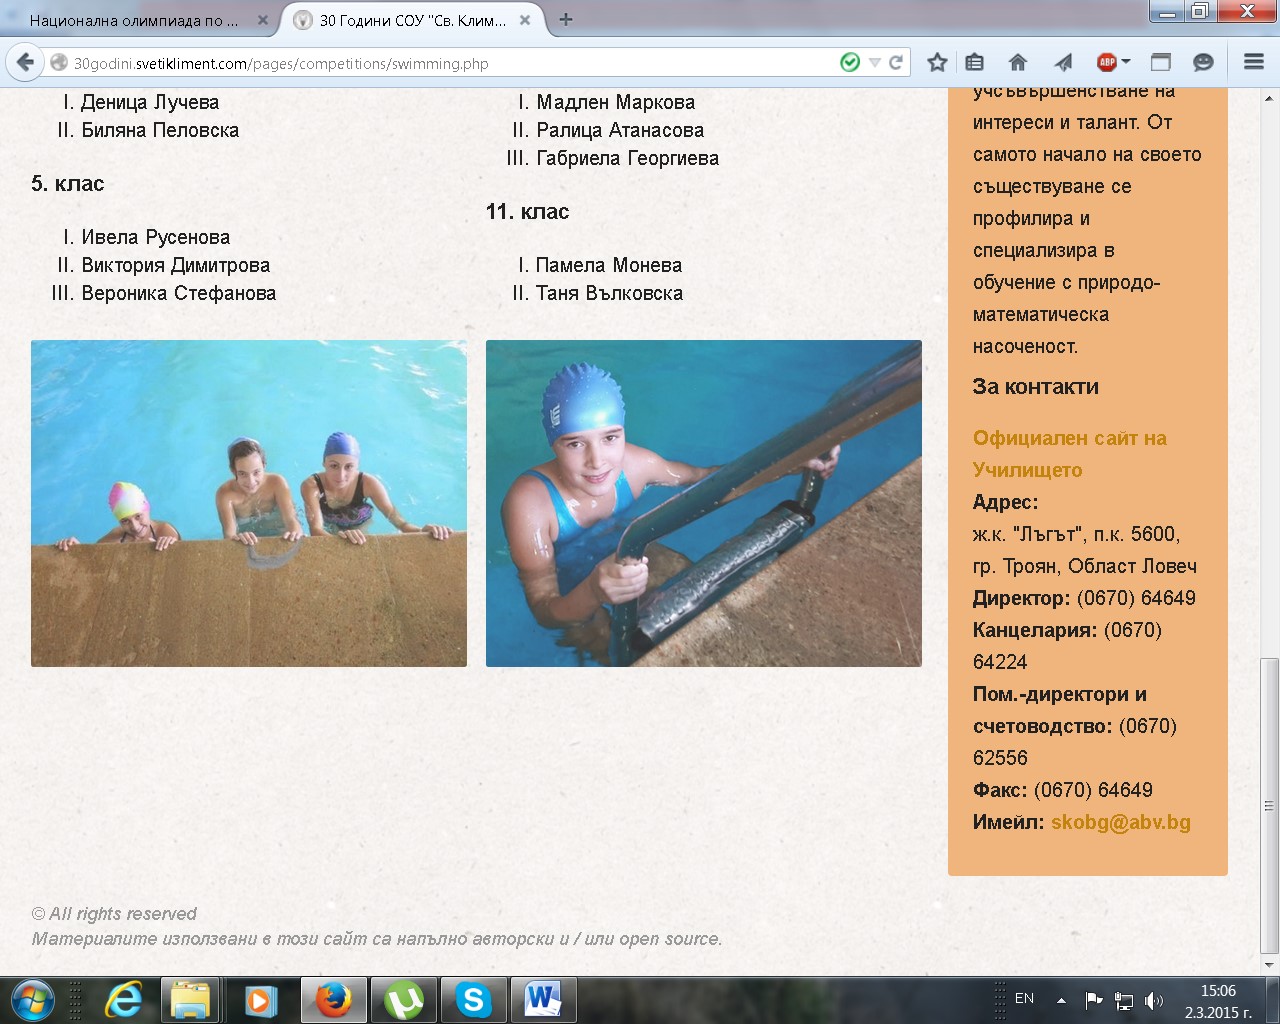 Национална олимпиада по ...
30 Години СОУ "Св. Клим...
30godini.svetikliment.com/pages/competitions/swimming.php
ABP
I. Деница Лучева
II. Биляна Пеловска
5. клас
I. Ивела Русенова
II. Виктория Димитрова
III. Вероника Стефанова
I. Мадлен Маркова
II. Ралица Атанасова
III. Габриела Георгиева
11. клас
I. Памела Монева
II. Таня Вълковска
учсъвършенстване на
интереси и талант. От
самото начало на своето
съществуване се
профилира и
специализира в
обучение с природо-
математическа
насоченост.
За контакти
Официален сайт на
Училището
Адрес:
ж.к. "Лъгът", п.к. 5600,
гр. Троян, Област Ловеч
Директор: (0670) 64649
Канцелария: (0670)
64224
Пом.-директори и
счетоводство: (0670)
62556
Факс: (0670) 64649
Имейл: skobg@abv.bg
© All rights reserved
Материалите използвани в този сайт са напълно авторски и / или open source.
EN
15:06
2.3.2015 г.